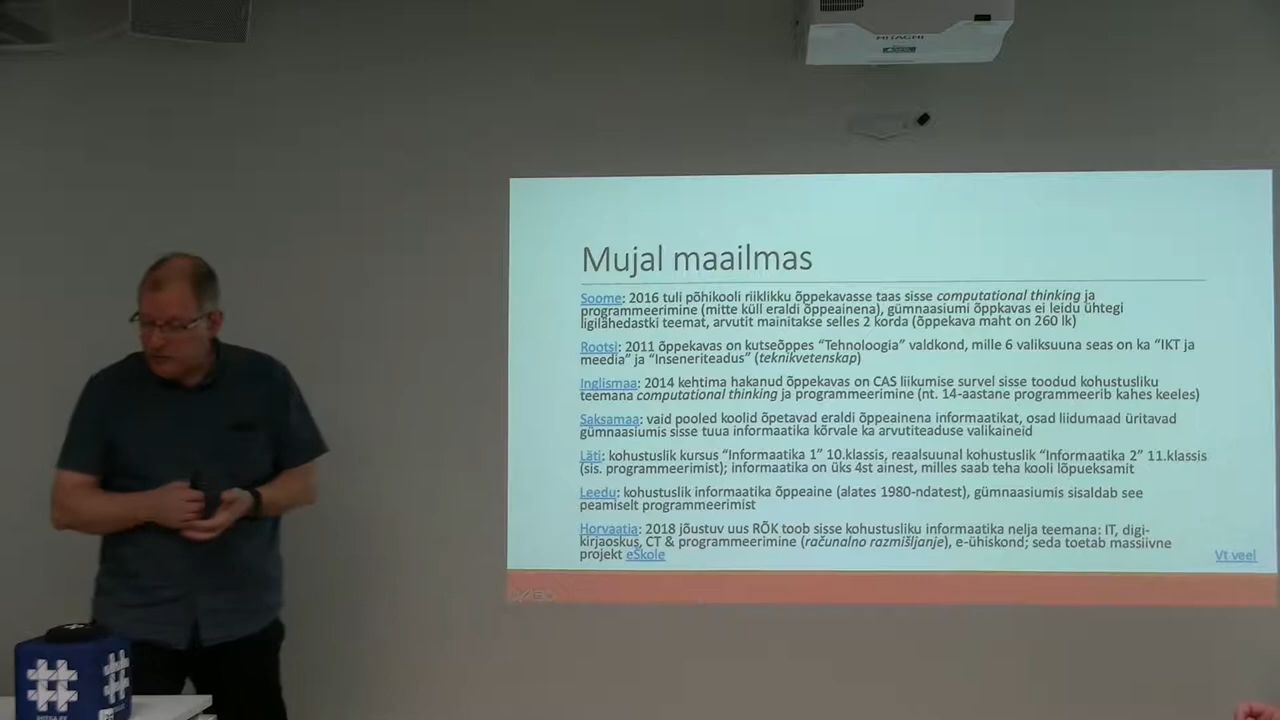 HITACHI
Mujal maailmas
Soome: 2016 tuli põhikooli riiklikku õppekavasse taas sisse computational thinking ja
programmeerimine (mitte küll eraldi õppeainena), gümnaasiumi õppkavas ei leidu ühtegi
ligilähedastki teemat, arvutit mainitakse selles 2 korda (õppekava maht on 260 lk)
Rootsi: 2011 õppekavas on kutseõppes “Tehnoloogia” valdkond, mille 6 valiksuuna seas on ka “IKT ja
meedia” ja “Inseneriteadus” (teknikvetenskap)
Inglismaa: 2014 kehtima hakanud õppekavas on CAS liikumise survel sisse toodud kohustusliku
teemana computational thinking ja programmeerimine (nt. 14-aastane programmeerib kahes keeles)
Saksamaa: vaid pooled koolid õpetavad eraldi õppeainena informaatikat, osad liidumaad üritavad
gümnaasiumis sisse tuua informaatika kõrvale ka arvutiteaduse valikaineid
Läti: kohustuslik kursus “Informaatika 1” 10.klassis, reaalsuunal kohustuslik “Informaatika 2” 11.klassis
(sis. programmeerimist); informaatika on üks 4st ainest, milles saab teha kooli lõpueksamit
Leedu: kohustuslik informaatika õppeaine (alates 1980-ndatest), gümnaasiumis sisaldab see
peamiselt programmeerimist
Horvaatia: 2018 jõustuv uus RÕK toob sisse kohustusliku informaatika nelja teemana: IT, digi-
kirjaoskus, CT & programmeerimine (računalno razmišljanje), e-ühiskond; seda toetab massiivne
projekt eŠkole
Vt veel